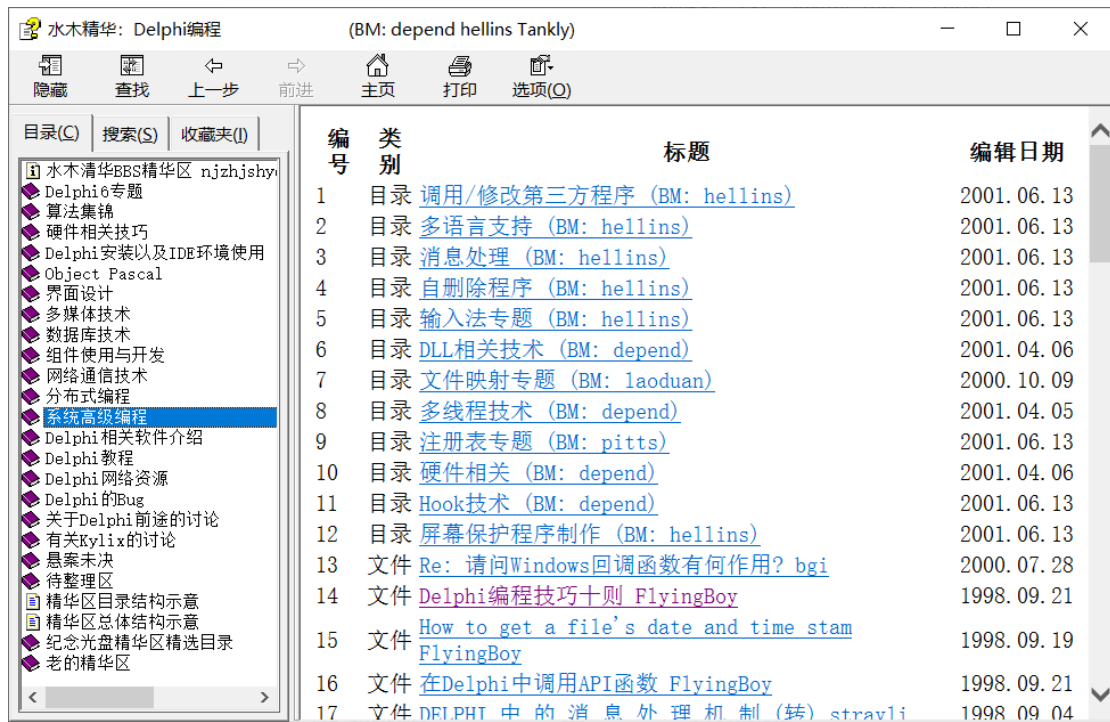 水木精华：Delphi编程 (BM: depend hellins Tankly)
隐藏 查找 上一步 前进 主页 打印 选项(O)
目录(C) 搜索(S) 收藏夹(I)
水木清华BBS精华区 njzhjshy
Delphi6专题
算法集锦
硬件相关技巧
Delphi安装以及IDE环境使用
Object Pascal
界面设计
多媒体技术
数据库技术
组件使用与开发
网络通信技术
分布式编程
系统高级编程
Delphi相关软件介绍
Delphi教程
Delphi网络资源
Delphi的Bug
关于Delphi前途的讨论
有关Kylix的讨论
悬案未决
待整理区
精华区目录结构示意
精华区总体结构示意
纪念光盘精华区精选目录
老的精华区
编号 类别 标题 编辑日期
1 目录 调用/修改第三方程序 (BM: hellins) 2001.06.13
2 目录 多语言支持 (BM: hellins) 2001.06.13
3 目录 消息处理 (BM: hellins) 2001.06.13
4 目录 自删除程序 (BM: hellins) 2001.06.13
5 目录 输入法专题 (BM: hellins) 2001.06.13
6 目录 DLL相关技术 (BM: depend) 2001.04.06
7 目录 文件映射专题 (BM: laoduan) 2000.10.09
8 目录 多线程技术 (BM: depend) 2001.04.05
9 目录 注册表专题 (BM: pitts) 2001.06.13
10 目录 硬件相关 (BM: depend) 2001.04.06
11 目录 Hook技术 (BM: depend) 2001.06.13
12 目录 屏幕保护程序制作 (BM: hellins) 2001.06.13
13 文件 Re: 请问Windows回调函数有何作用? bgi 2000.07.28
14 文件 Delphi编程技巧十则 FlyingBoy 1998.09.21
15 文件 How to get a file's date and time stam
FlyingBoy 1998.09.19
16 文件 在Delphi中调用API函数 FlyingBoy 1998.09.21
17 文件 DELPHI 中 的 消 息 处 理 机 制 (转) strayli 1998.09.04